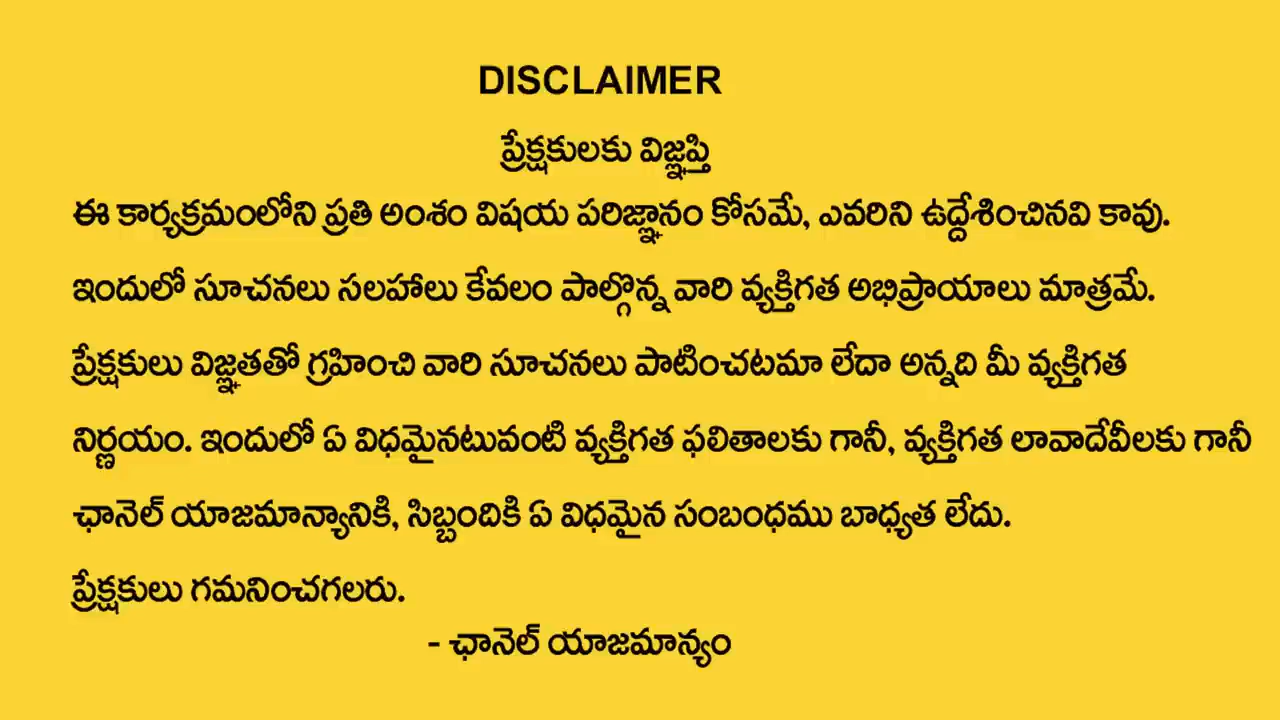 DISCLAIMER
ప్రేక్షకులకు విజ్ఞప్తి
ఈ కార్యక్రమంలోని ప్రతి అంశం విషయ పరిజ్ఞానం కోసమే, ఎవరిని ఉద్దేశించినవి కావు.
ఇందులో సూచనలు సలహాలు కేవలం పాల్గొన్న వారి వ్యక్తిగత అభిప్రాయాలు మాత్రమే.
ప్రేక్షకులు విజ్ఞతతో గ్రహించి వారి సూచనలు పాటించటమా లేదా అన్నది మీ వ్యక్తిగత
నిర్ణయం. ఇందులో ఏ విధమైనటువంటి వ్యక్తిగత ఫలితాలకు గానీ, వ్యక్తిగత లావాదేవీలకు గానీ
ఛానెల్ యాజమాన్యానికి, సిబ్బందికి ఏ విధమైన సంబంధము బాధ్యత లేదు.
ప్రేక్షకులు గమనించగలరు.
- ఛానెల్ యాజమాన్యం